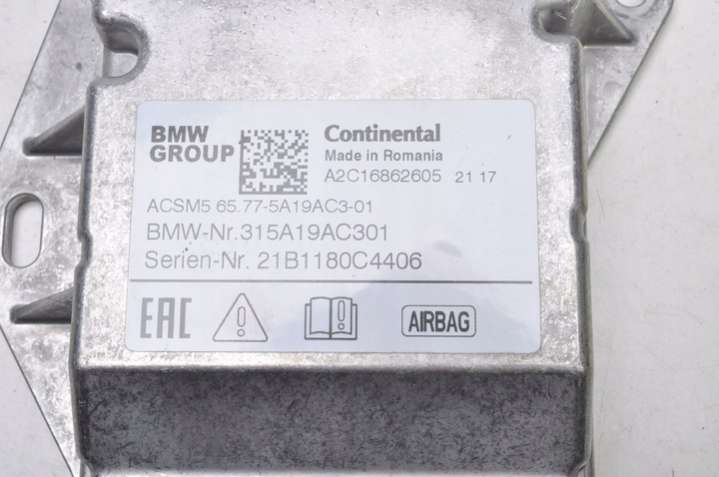 BMW
GROUP
Continental
Made in Romania
A2C16862605 21 17
ACSM5 65.77-5A19AC3-01
BMW-Nr.315A19AC301
Serien-Nr. 21B1180C4406
EAC
AIRBAG